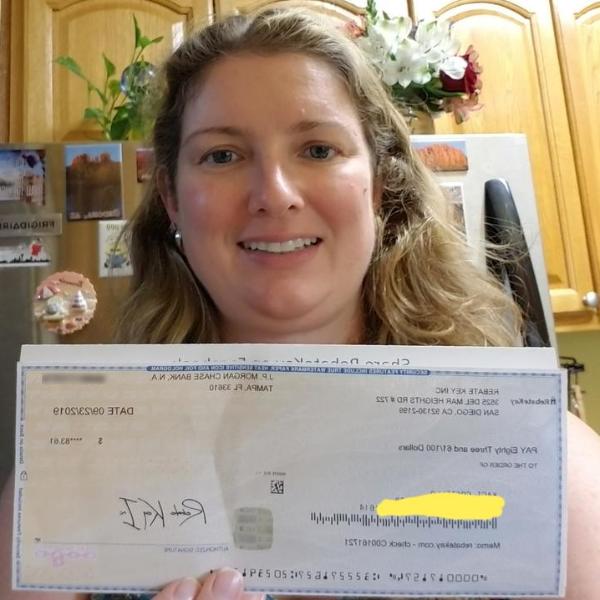 FRIGIDAIRE
Share RebateKey on Facebook
SECURITY FEATURES INCLUDE TRUE WATERMARK PAPER, HEAT SENSITIVE ICON AND FOIL HOLOGRAM
RebateKey
REBATE KEY INC
3525 DEL MAR HEIGHTS RD # 722
SAN DIEGO, CA 92130-2199
J.P. MORGAN CHASE BANK N.A
TAMPA, FL 33610
DATE 09/23/2019
PAY Eighty Three and 61/100 Dollars
$ ****83.61
TO THE ORDER OF
Memo: rebatekey.com - check C00161721
AUTHORIZED SIGNATURE